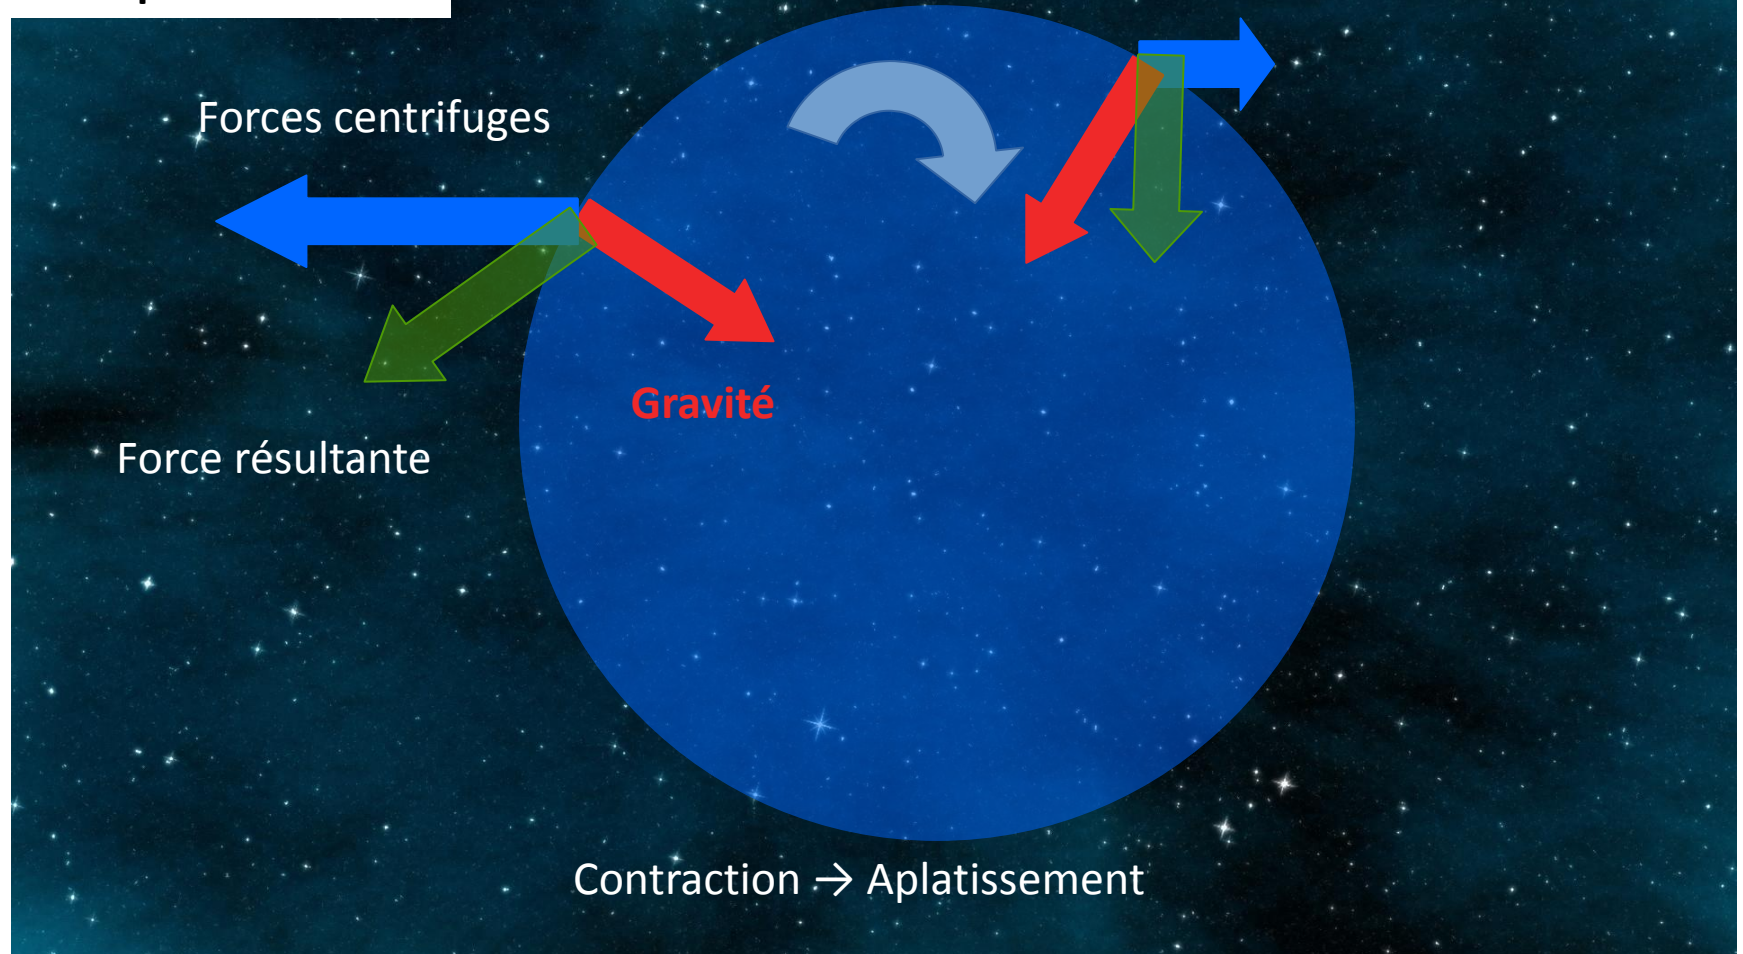 Forces centrifuges
Gravité
Force résultante
Contraction → Aplatissement